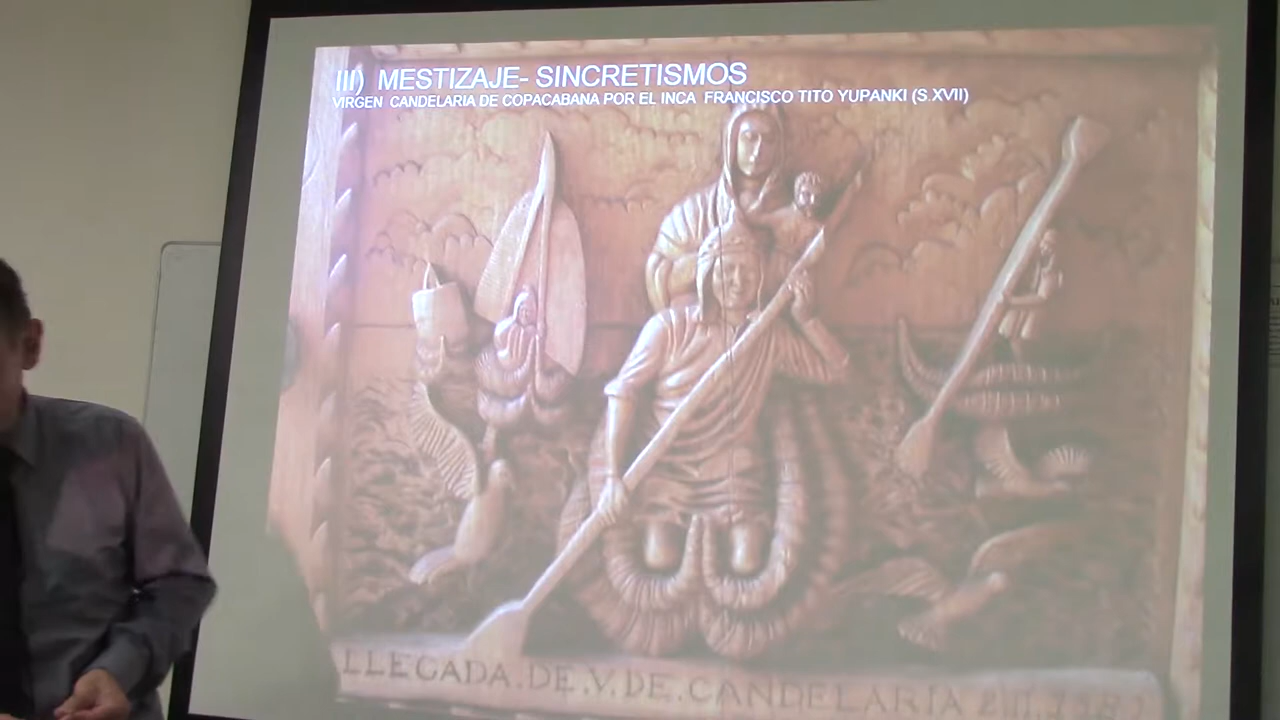 III) MESTIZAJE- SINCRETISMOS
VIRGEN CANDELARIA DE COPACABANA POR EL INCA FRANCISCO TITO YUPANKI (S.XVII)
LLEGADA.DE.V.DE.CANDELARIA